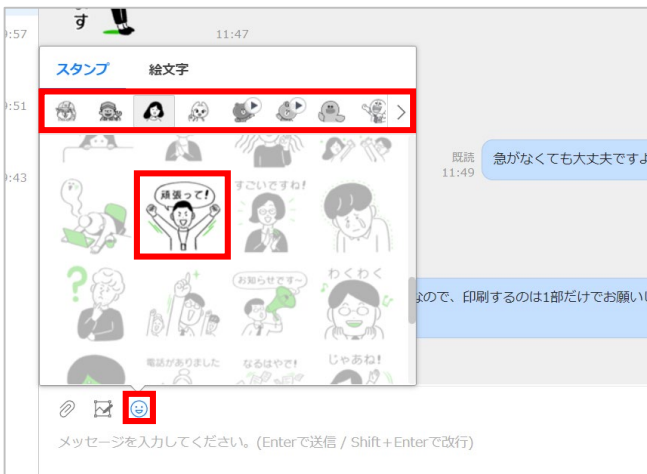 す
:57
11:47
スタンプ 絵文字
:51
既読
急がなくても大丈夫ですよ
11:49
:43
頑張って!
すごいですね!
お知らせです~
わくわく
なので、印刷するのは1部だけでお願いし
電話がありました
なるはやで!
じゃあね!
メッセージを入力してください。(Enterで送信 / Shift+Enterで改行)